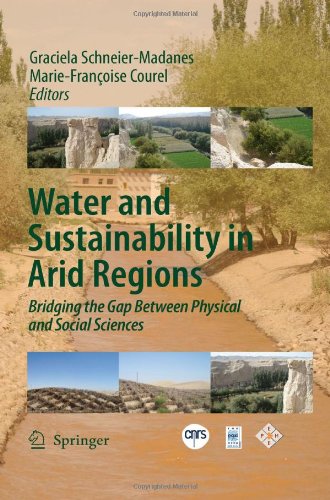 Graciela Schneier-Madanes
Marie-Françoise Courel
Editors
Water and
Sustainability in
Arid Regions
Bridging the Gap Between Physical
and Social Sciences
Springer
cnrs
E
P H
E